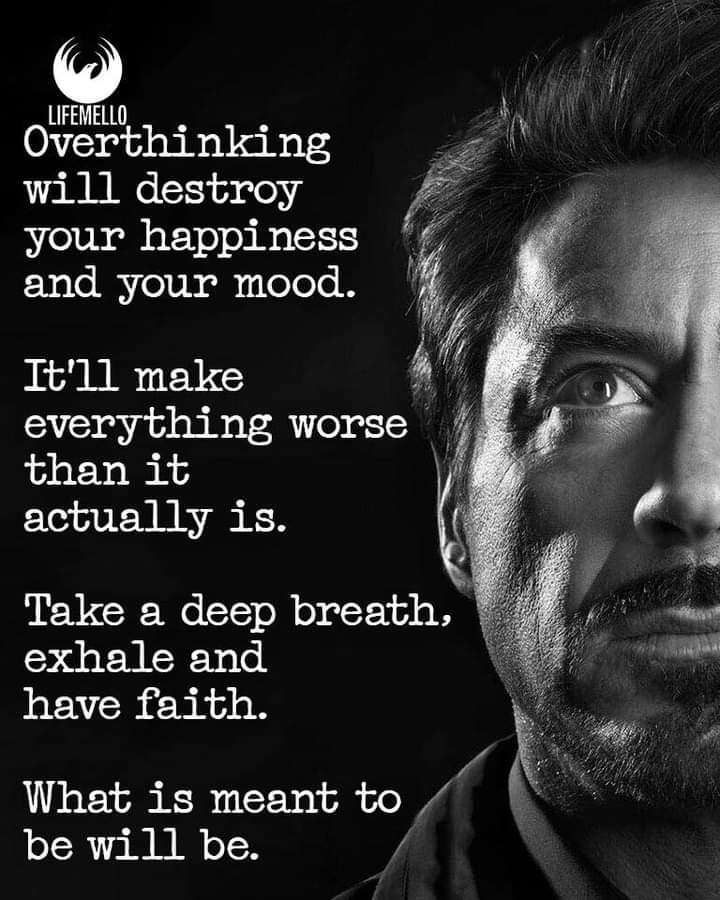 LIFEMELLO
Overthinking
will destroy
your happiness
and your mood.
It'll make
everything worse
than it
actually is.
Take a deep breath,
exhale and
have faith.
What is meant to
be will be.